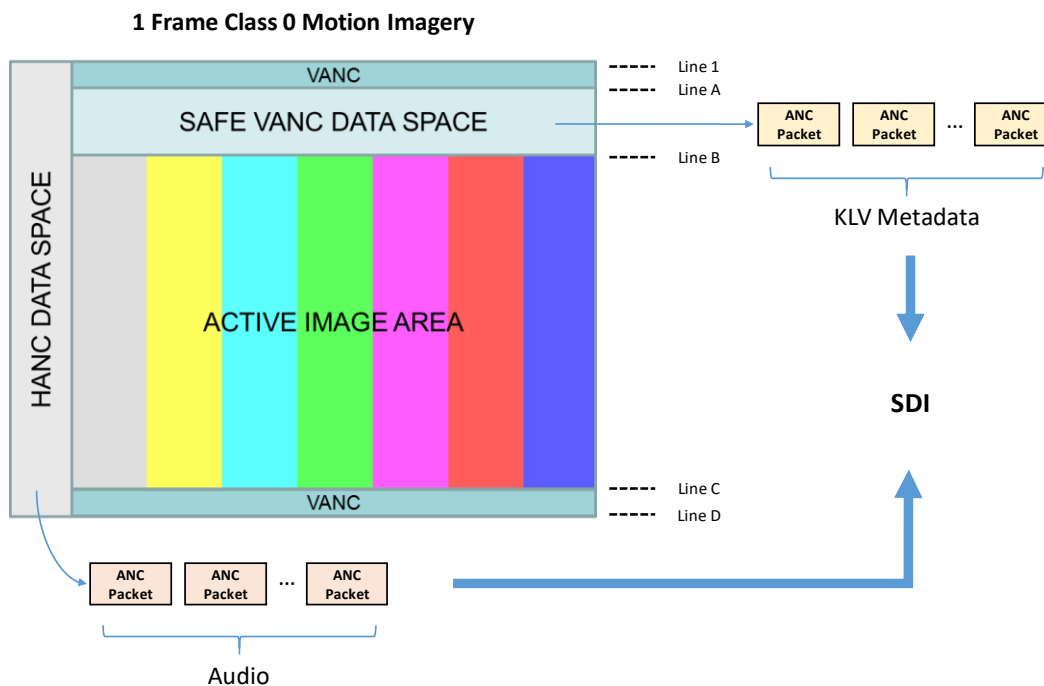 1 Frame Class 0 Motion Imagery
VANC
SAFE VANC DATA SPACE
HANC DATA SPACE
ACTIVE IMAGE AREA
VANC
Line 1
Line A
Line B
Line C
Line D
ANC
Packet
ANC
Packet
...
ANC
Packet
KLV Metadata
SDI
ANC
Packet
ANC
Packet
...
ANC
Packet
Audio